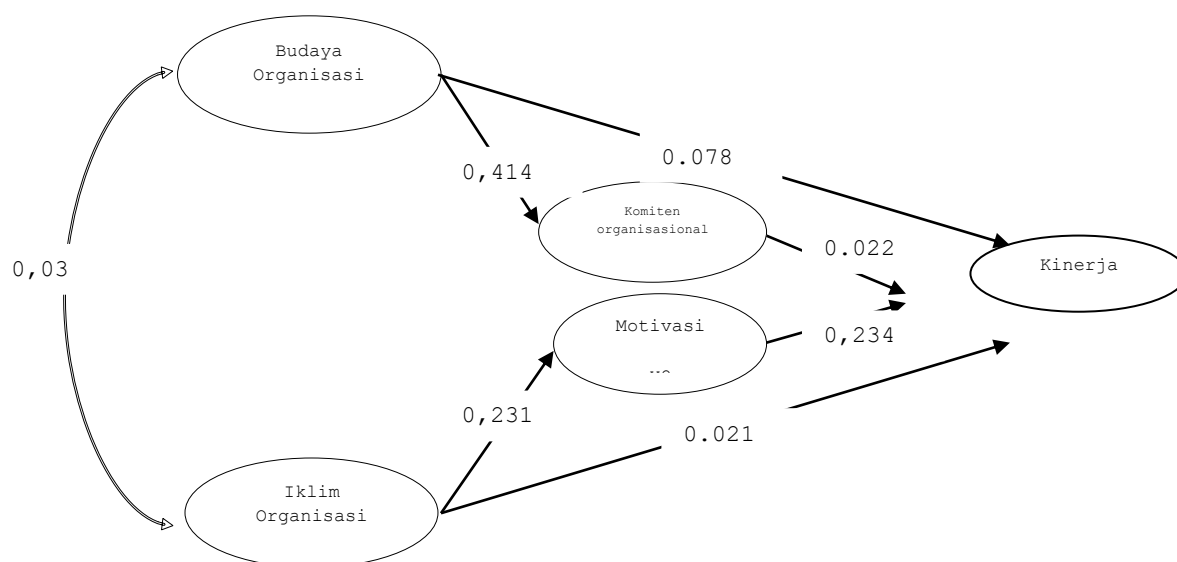 Budaya
Organisasi
0.078
0,414
Komiten
organisasional
0.022
Kinerja
0,03
Motivasi
0,234
0,231
0.021
Iklim
Organisasi